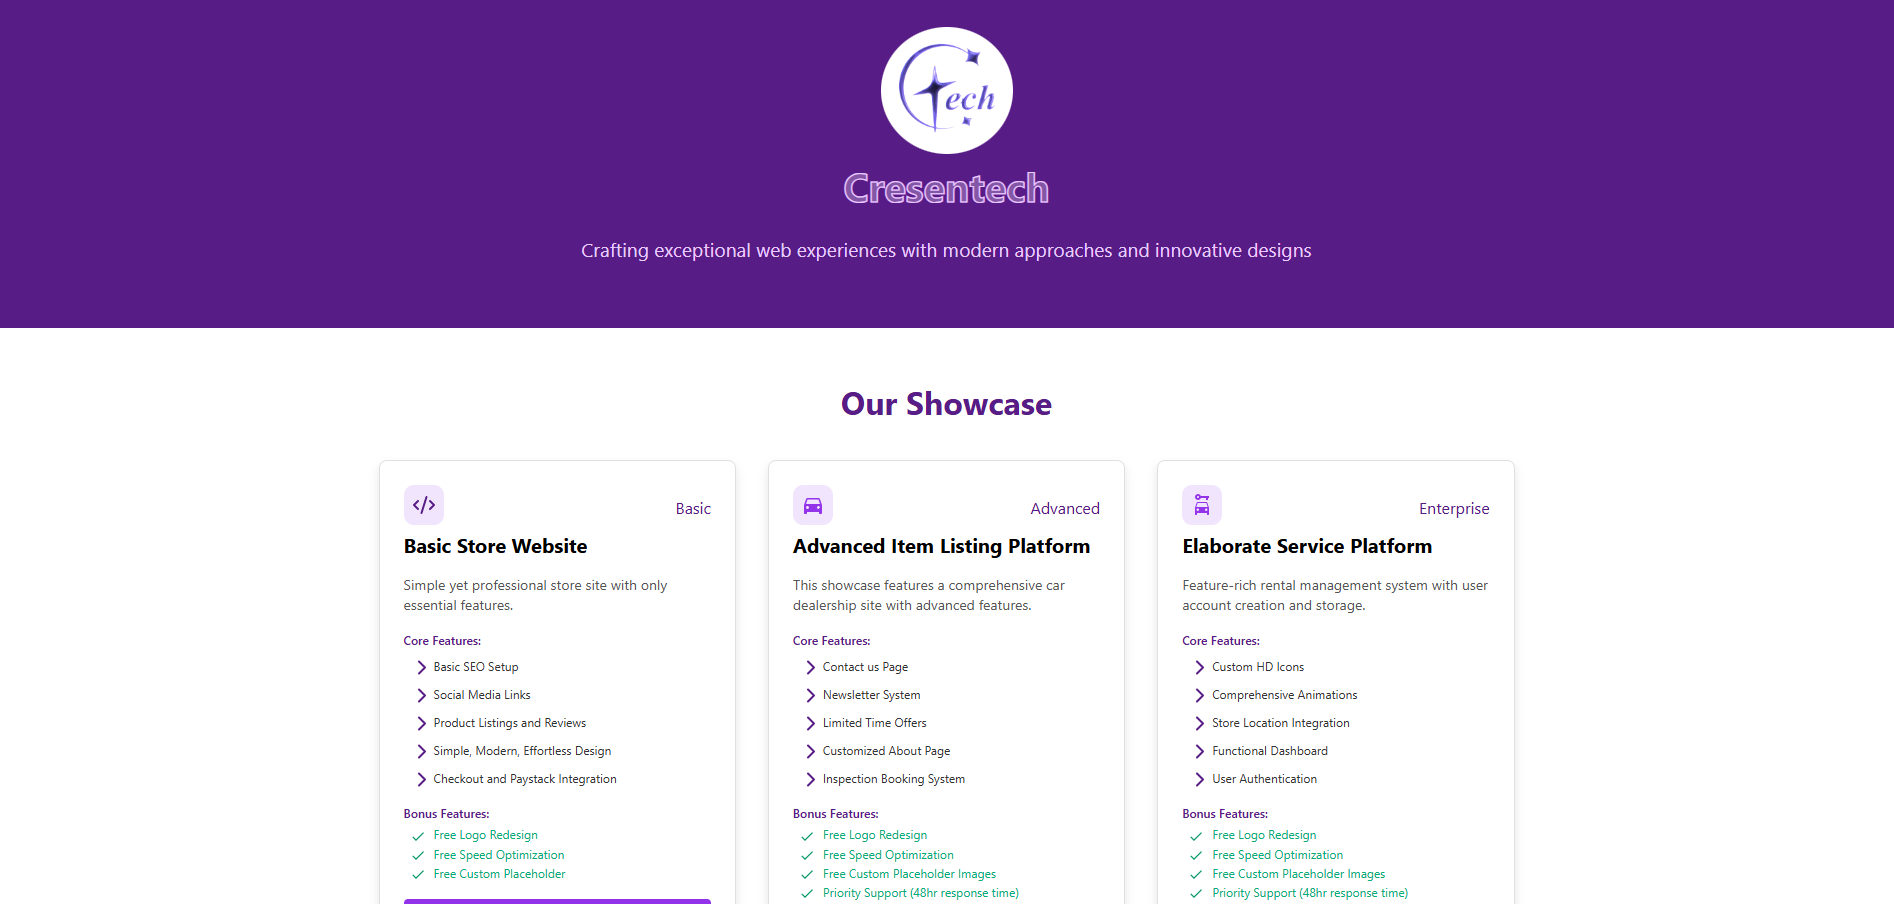 Tech
Cresentech
Crafting exceptional web experiences with modern approaches and innovative designs
Our Showcase
Basic
Basic Store Website
Simple yet professional store site with only
essential features.
Core Features:
Basic SEO Setup
Social Media Links
Product Listings and Reviews
Simple, Modern, Effortless Design
Checkout and Paystack Integration
Bonus Features:
Free Logo Redesign
Free Speed Optimization
Free Custom Placeholder
Advanced
Advanced Item Listing Platform
This showcase features a comprehensive car
dealership site with advanced features.
Core Features:
Contact us Page
Newsletter System
Limited Time Offers
Customized About Page
Inspection Booking System
Bonus Features:
Free Logo Redesign
Free Speed Optimization
Free Custom Placeholder Images
Priority Support (48hr response time)
Enterprise
Elaborate Service Platform
Feature-rich rental management system with user
account creation and storage.
Core Features:
Custom HD Icons
Comprehensive Animations
Store Location Integration
Functional Dashboard
User Authentication
Bonus Features:
Free Logo Redesign
Free Speed Optimization
Free Custom Placeholder Images
Priority Support (48hr response time)